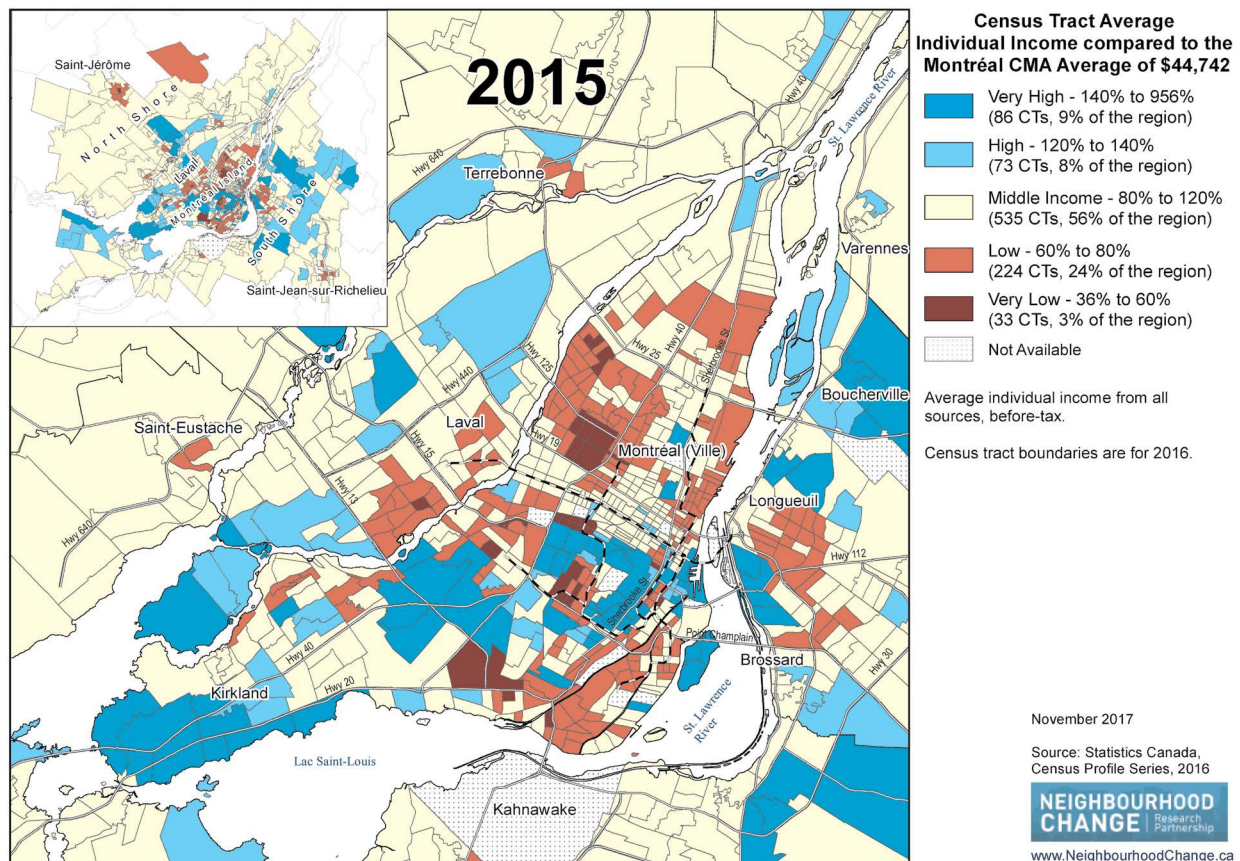 2015
Census Tract Average
Individual Income compared to the
Montréal CMA Average of $44,742
Very High - 140% to 956%
(86 CTs, 9% of the region)
High - 120% to 140%
(73 CTs, 8% of the region)
Middle Income - 80% to 120%
(535 CTs, 56% of the region)
Low - 60% to 80%
(224 CTs, 24% of the region)
Very Low - 36% to 60%
(33 CTs, 3% of the region)
Not Available
Average individual income from all
sources, before-tax.
Census tract boundaries are for 2016.
Saint-Jérôme
North Shore
Laval
Montréal Island
South Shore
Saint-Jean-sur-Richelieu
Hwy 40
St. Lawrence River
Hwy 640
Terrebonne
Varennes
Hwy 40
Hwy 25
Sherbrooke St
Hwy 125
Hwy 440
Boucherville
Saint-Eustache
Laval
Hwy 19
Hwy 15
Montréal (Ville)
Longueuil
Hwy 13
Hwy 640
Hwy 112
Sherbrooke St
Point Champlain
Brossard
Hwy 30
Hwy 40
Kirkland
Hwy 20
St. Lawrence
River
Lac Saint-Louis
Kahnawake
November 2017
Source: Statistics Canada,
Census Profile Series, 2016
NEIGHBOURHOOD
CHANGE Research
Partnership
www.NeighbourhoodChange.ca